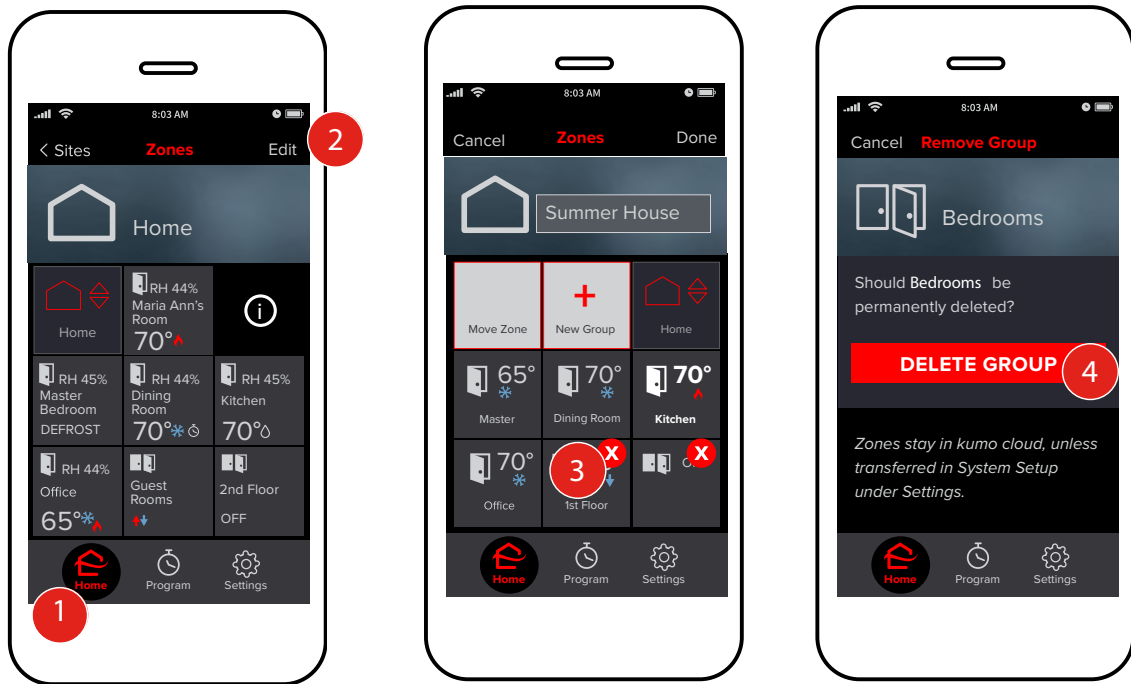 8:03 AM
< Sites
Zones
Edit
2
Home
Home
RH 44%
Maria Ann's
Room
70°
i
RH 45%
Master
Bedroom
DEFROST
RH 44%
Dining
Room
70°
RH 45%
Kitchen
70°
RH 44%
Office
65°
Guest
Rooms
2nd Floor
OFF
Home
Program
Settings
1
8:03 AM
Cancel
Zones
Done
Summer House
Move Zone
+
New Group
Home
65°
Master
70°
Dining Room
70°
Kitchen
70°
Office
3
X
1st Floor
X
Home
Program
Settings
8:03 AM
Cancel
Remove Group
Bedrooms
Should Bedrooms be
permanently deleted?
DELETE GROUP
4
Zones stay in kumo cloud, unless
transferred in System Setup
under Settings.
Home
Program
Settings